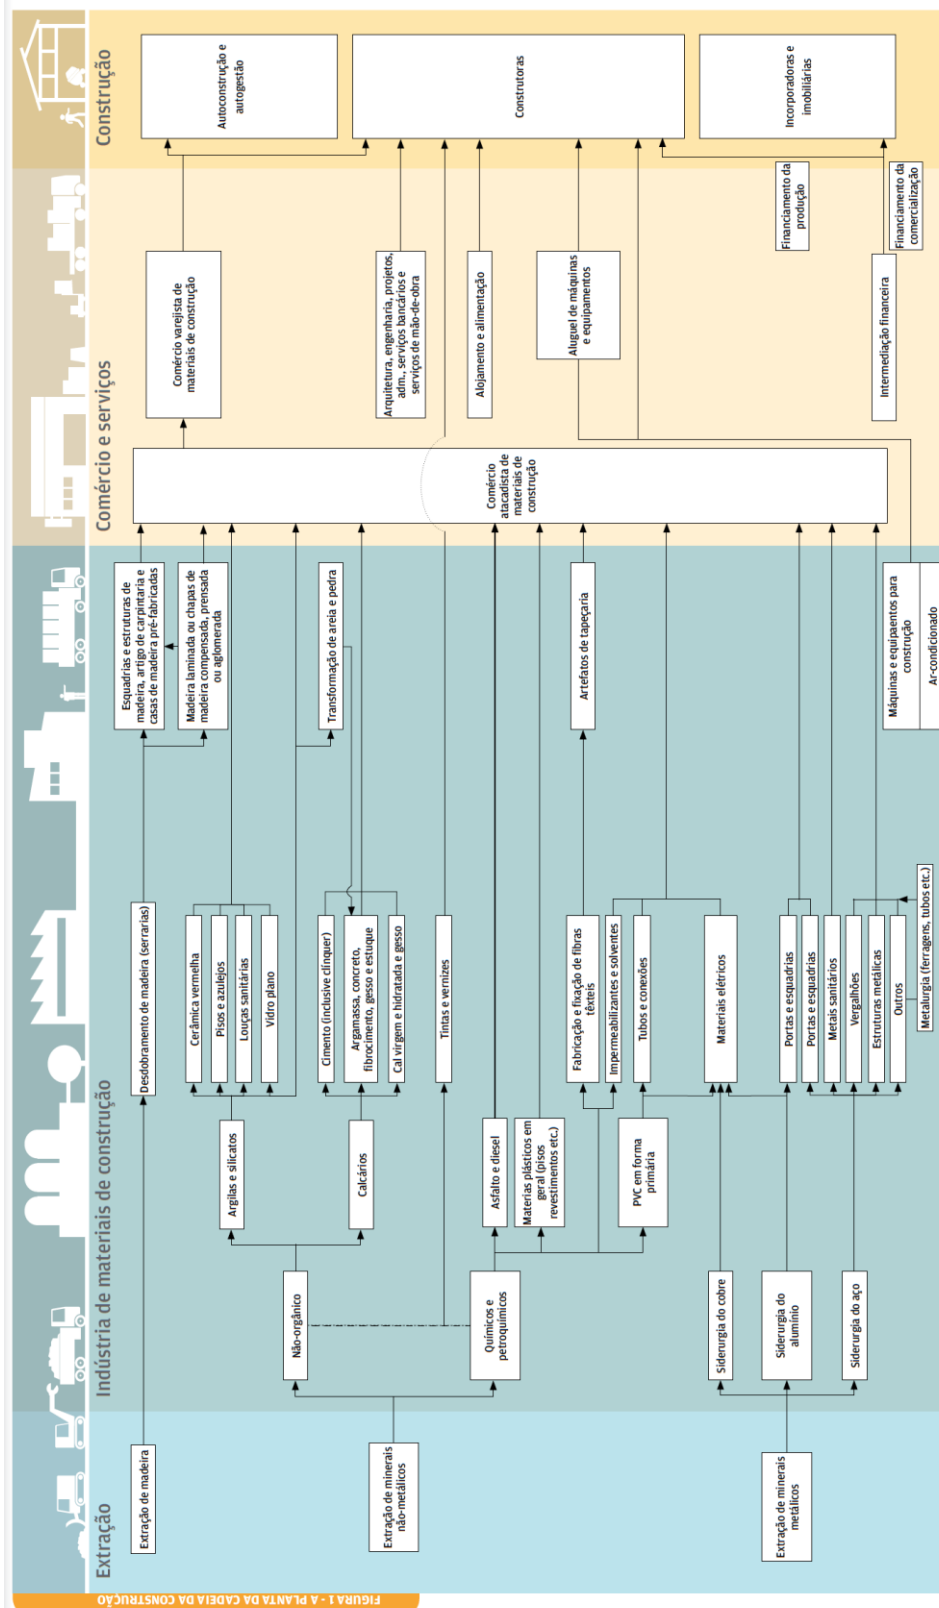 FIGURA 1 - A PLANTA DA CADEIA DA CONSTRUÇÃO
Extração
Indústria de materiais de construção
Comércio e serviços
Construção
Extração de madeira
Extração de minerais
não-metálicos
Extração de minerais
metálicos
Não-orgânico
Químicos e
petroquímicos
Siderurgia do cobre
Siderurgia do
alumínio
Siderurgia do aço
Argilas e silicatos
Calcários
Asfalto e diesel
Materias plásticos em
geral (pisos
revestimentos etc.)
PVC em forma
primária
Desdobramento de madeira (serrarias)
Cerâmica vermelha
Pisos e azulejos
Louças sanitárias
Vidro plano
Cimento (inclusive clinquer)
Argamassa, concreto,
fibrocimento, gesso e estuque
Cal virgem e hidratada e gesso
Tintas e vernizes
Fabricação e fixação de fibras
têxteis
Impermeabilizantes e solventes
Tubos e conexões
Materiais elétricos
Portas e esquadrias
Portas e esquadrias
Metais sanitários
Vergalhões
Estruturas metálicas
Outros
Metalurgia (ferragens, tubos etc.)
Esquadrias e estruturas de
madeira, artigo de carpintaria e
casas de madeira pré-fabricadas
Madeira laminada ou chapas de
madeira compensada, prensada
ou aglomerada
Transformação de areia e pedra
Artefatos de tapeçaria
Máquinas e equipaentos para
construção
Ar-condicionado
Comércio
atacadista de
materiais de
construção
Comércio varejista de
materiais de construção
Arquitetura, engenharia, projetos,
adm., serviços bancários e
serviços de mão-de-obra
Alojamento e alimentação
Aluguel de máquinas
e equipamentos
Intermediação financeira
Financiamento da
produção
Financiamento da
comercialização
Autoconstrução e
autogestão
Construtoras
Incorporadoras e
imobiliárias